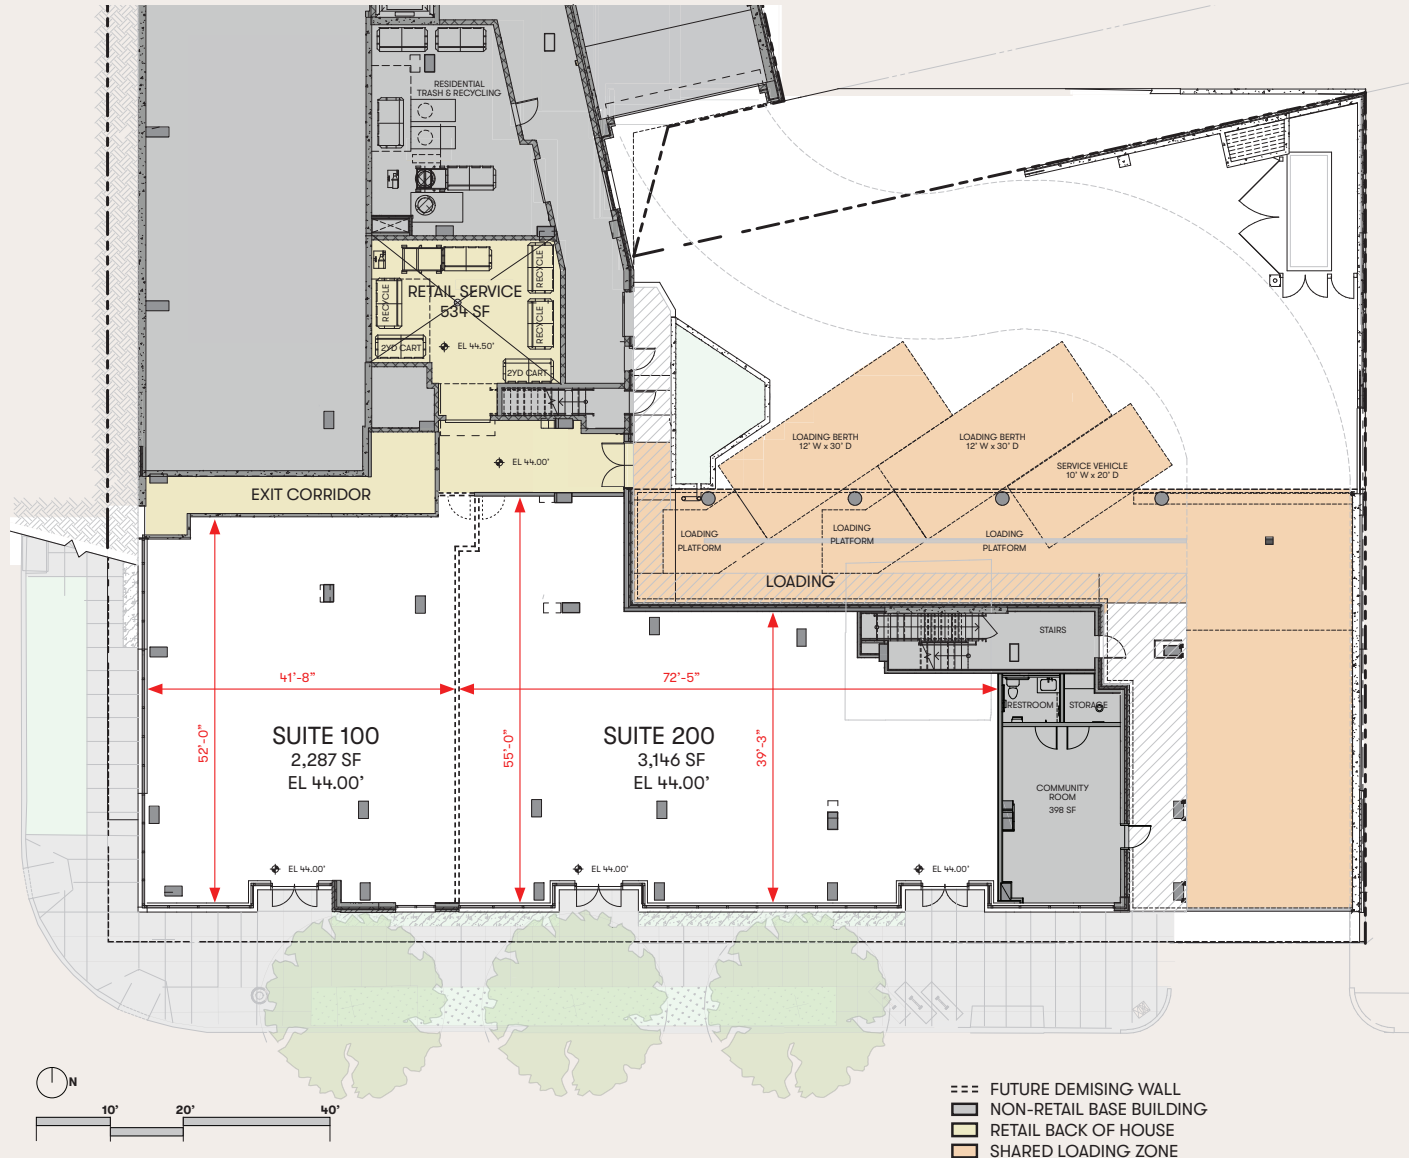 RESIDENTIAL
TRASH & RECYCLING
RECYCLE
RECYCLE
RECYCLE
RETAIL SERVICE
534 SF
EL 44.50'
2YD CART
2YD CART
EL 44.00'
EXIT CORRIDOR
LOADING BERTH
12' W x 30' D
LOADING BERTH
12' W x 30' D
SERVICE VEHICLE
10' W x 20' D
LOADING
PLATFORM
LOADING
PLATFORM
LOADING
PLATFORM
LOADING
STAIRS
RESTROOM
STORAGE
COMMUNITY
ROOM
398 SF
41'-8"
72'-5"
52'-0"
55'-0"
39'-3"
SUITE 100
2,287 SF
EL 44.00'
SUITE 200
3,146 SF
EL 44.00'
EL 44.00'
EL 44.00'
EL 44.00'
N
10' 20' 40'
FUTURE DEMISING WALL
NON-RETAIL BASE BUILDING
RETAIL BACK OF HOUSE
SHARED LOADING ZONE